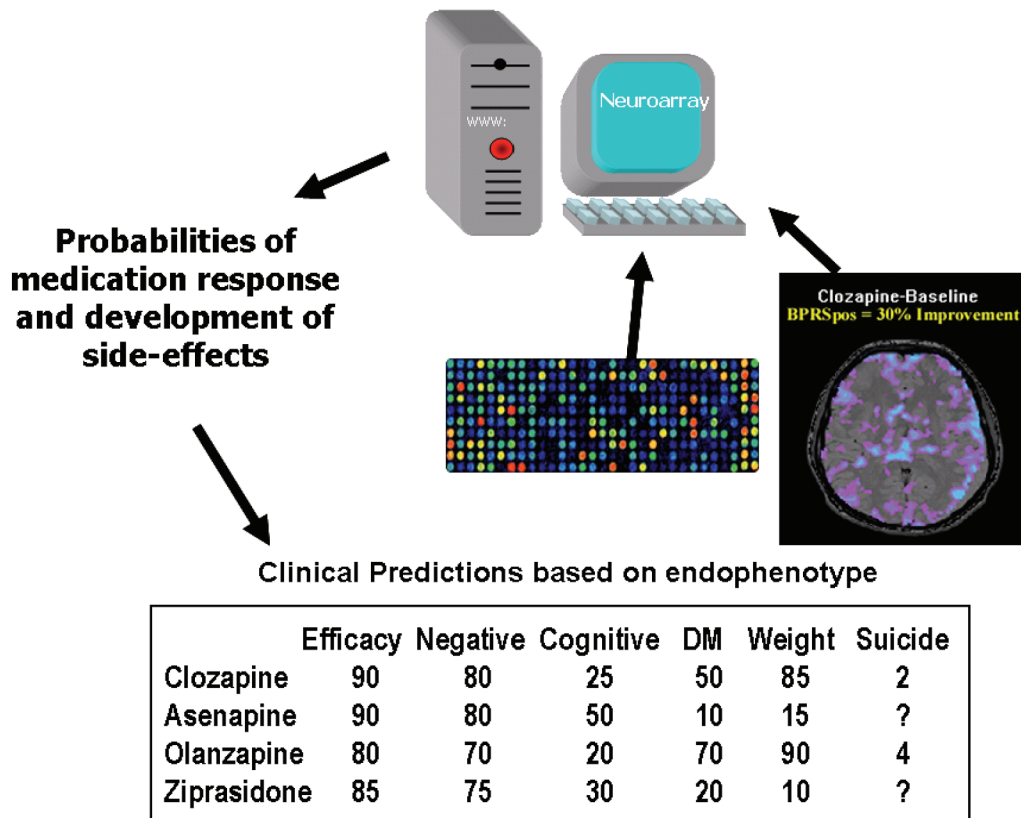 Neuroarray
WWW:
Probabilities of
medication response
and development of
side-effects
Clozapine-Baseline
BPRSpos = 30% Improvement
Clinical Predictions based on endophenotype
Efficacy Negative Cognitive DM Weight Suicide
Clozapine 90 80 25 50 85 2
Asenapine 90 80 50 10 15 ?
Olanzapine 80 70 20 70 90 4
Ziprasidone 85 75 30 20 10 ?